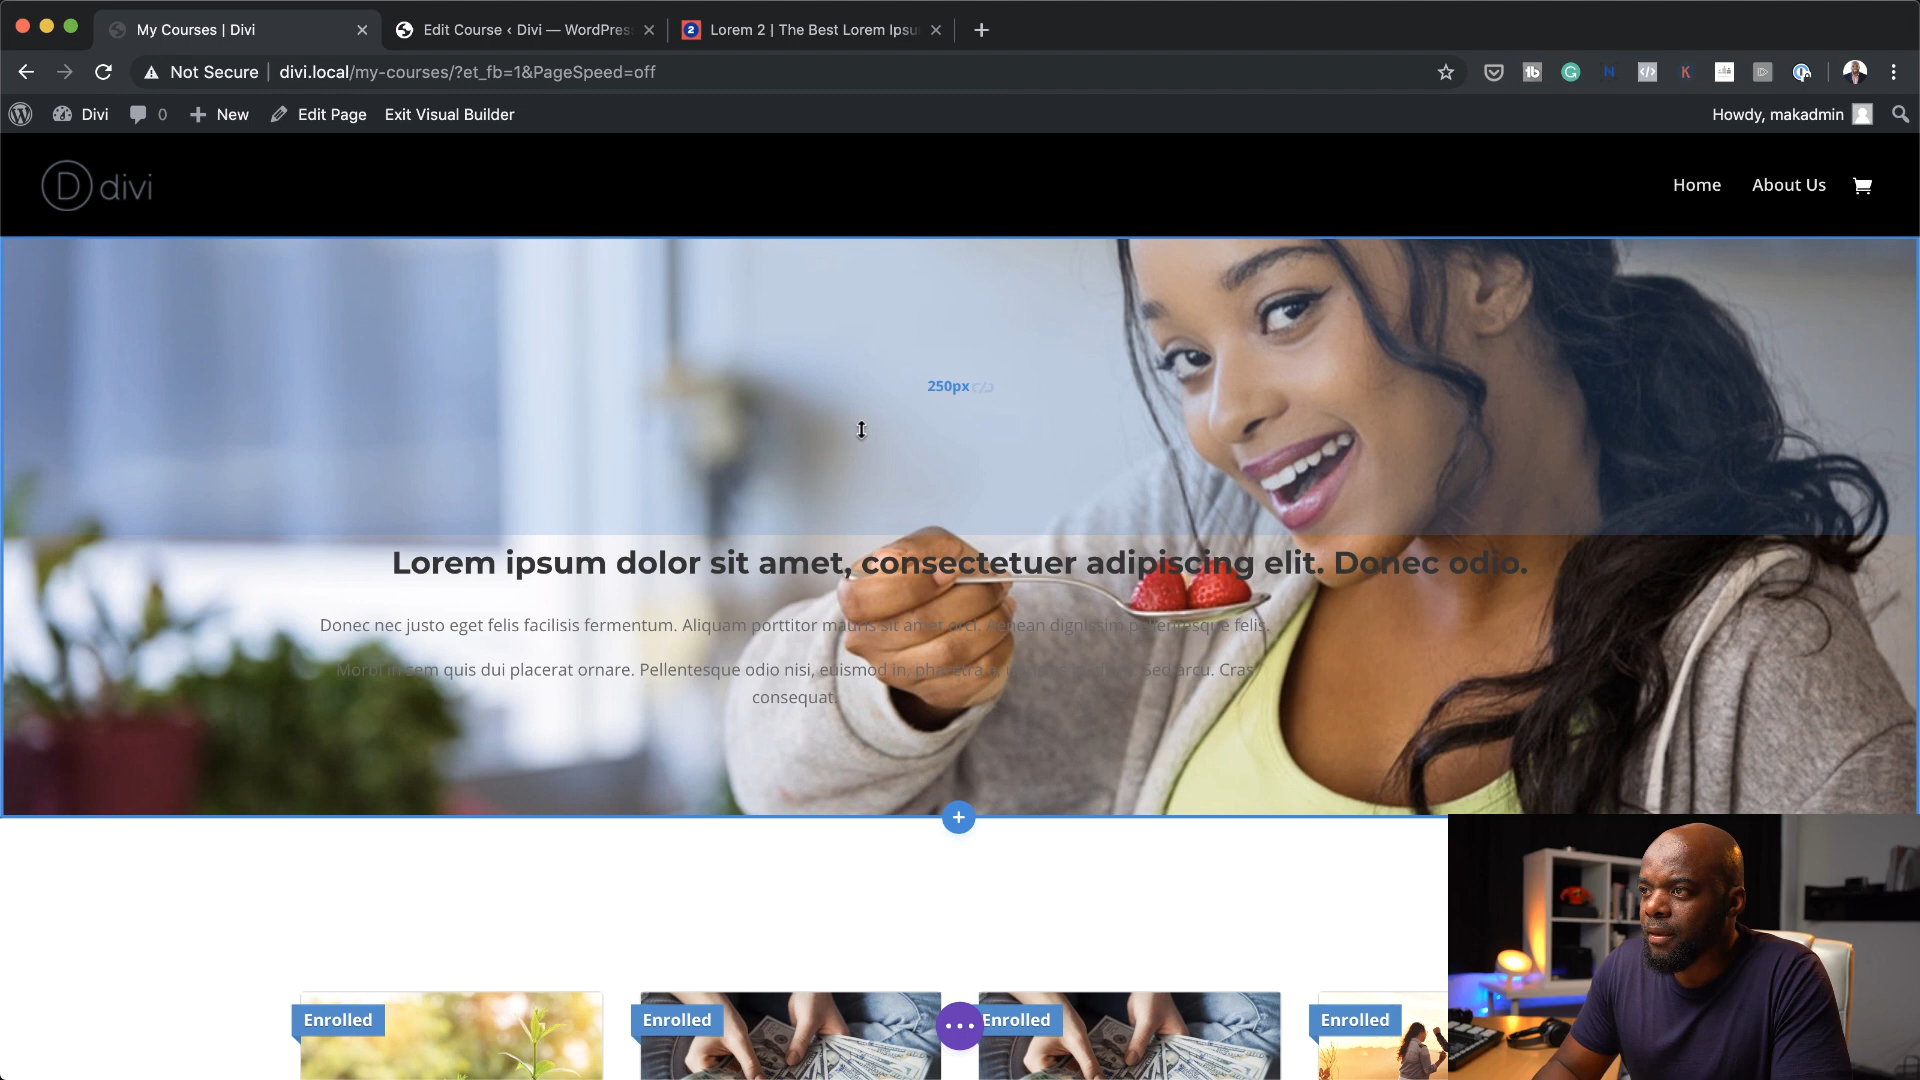 My Courses | Divi
Edit Course ‹ Divi — WordPress
Lorem 2 | The Best Lorem Ipsu
Not Secure
divi.local/my-courses/?et_fb=1&PageSpeed=off
Divi
0
New
Edit Page
Exit Visual Builder
Howdy, makadmin
divi
Home
About Us
250px
Lorem ipsum dolor sit amet, consectetuer adipiscing elit. Donec odio.
Donec nec justo eget felis facilisis fermentum. Aliquam porttitor mauris sit amet orci. Aenean dignissim pellentesque felis.
Morbi in sem quis dui placerat ornare. Pellentesque odio nisi, euismod in, pharetra a, Sed arcu. Cras
consequat.
Enrolled
Enrolled
Enrolled
Enrolled